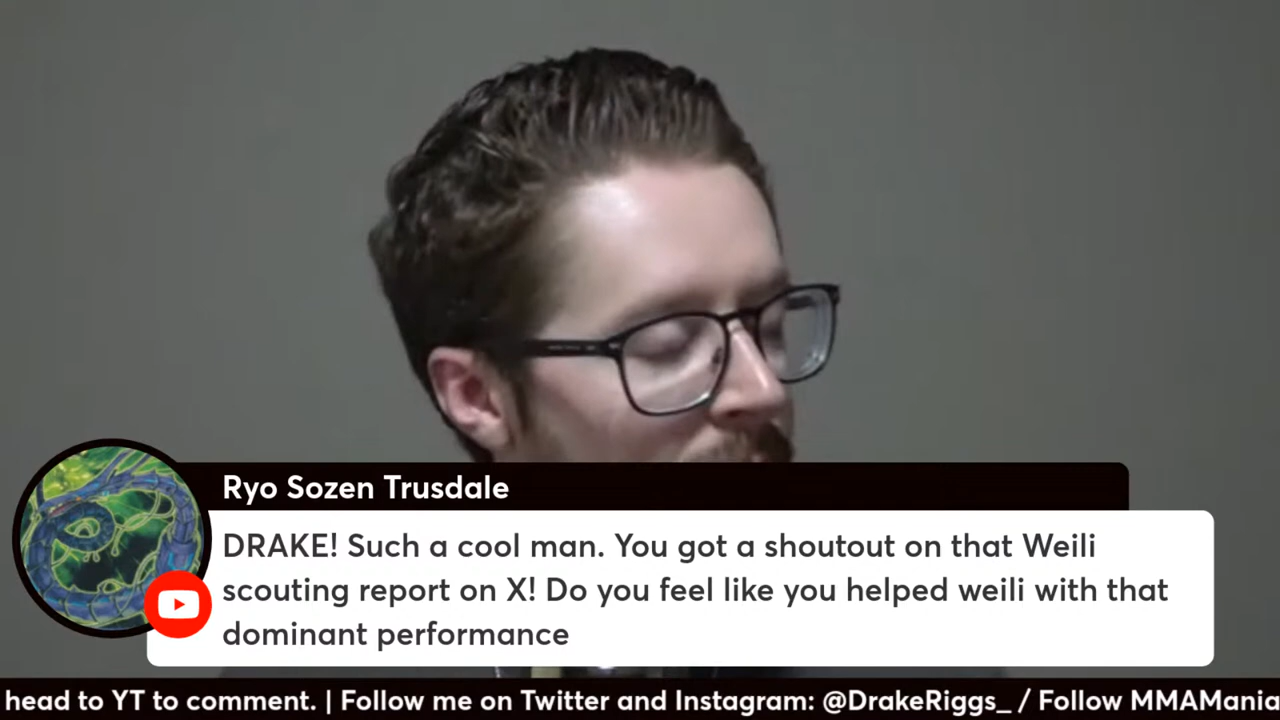 Ryo Sozen Trusdale
DRAKE! Such a cool man. You got a shoutout on that Weili
scouting report on X! Do you feel like you helped weili with that
dominant performance
head to YT to comment. | Follow me on Twitter and Instagram: @DrakeRiggs_ / Follow MMAMania